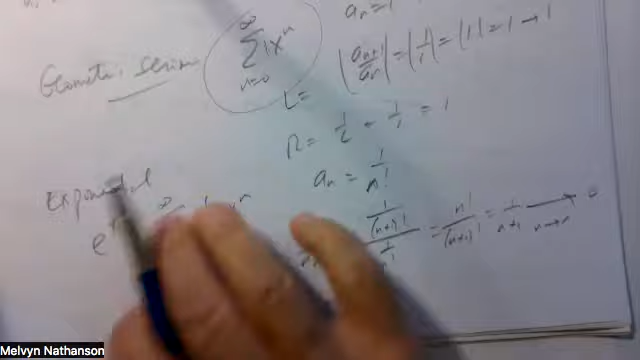 aₙ = 1
Geometric series ∑_{n=0}^{∞} 1xⁿ
L = |aₙ₊₁/aₙ| = |1/1| = |1| = 1 → 1
R = 1/L = 1/1 = 1
Exponential
aₙ = 1/n!
eˣ
(1/(n+1)!)/(1/n!) = n!/(n+1)! = 1/(n+1) → 0
n→∞
Melvyn Nathanson